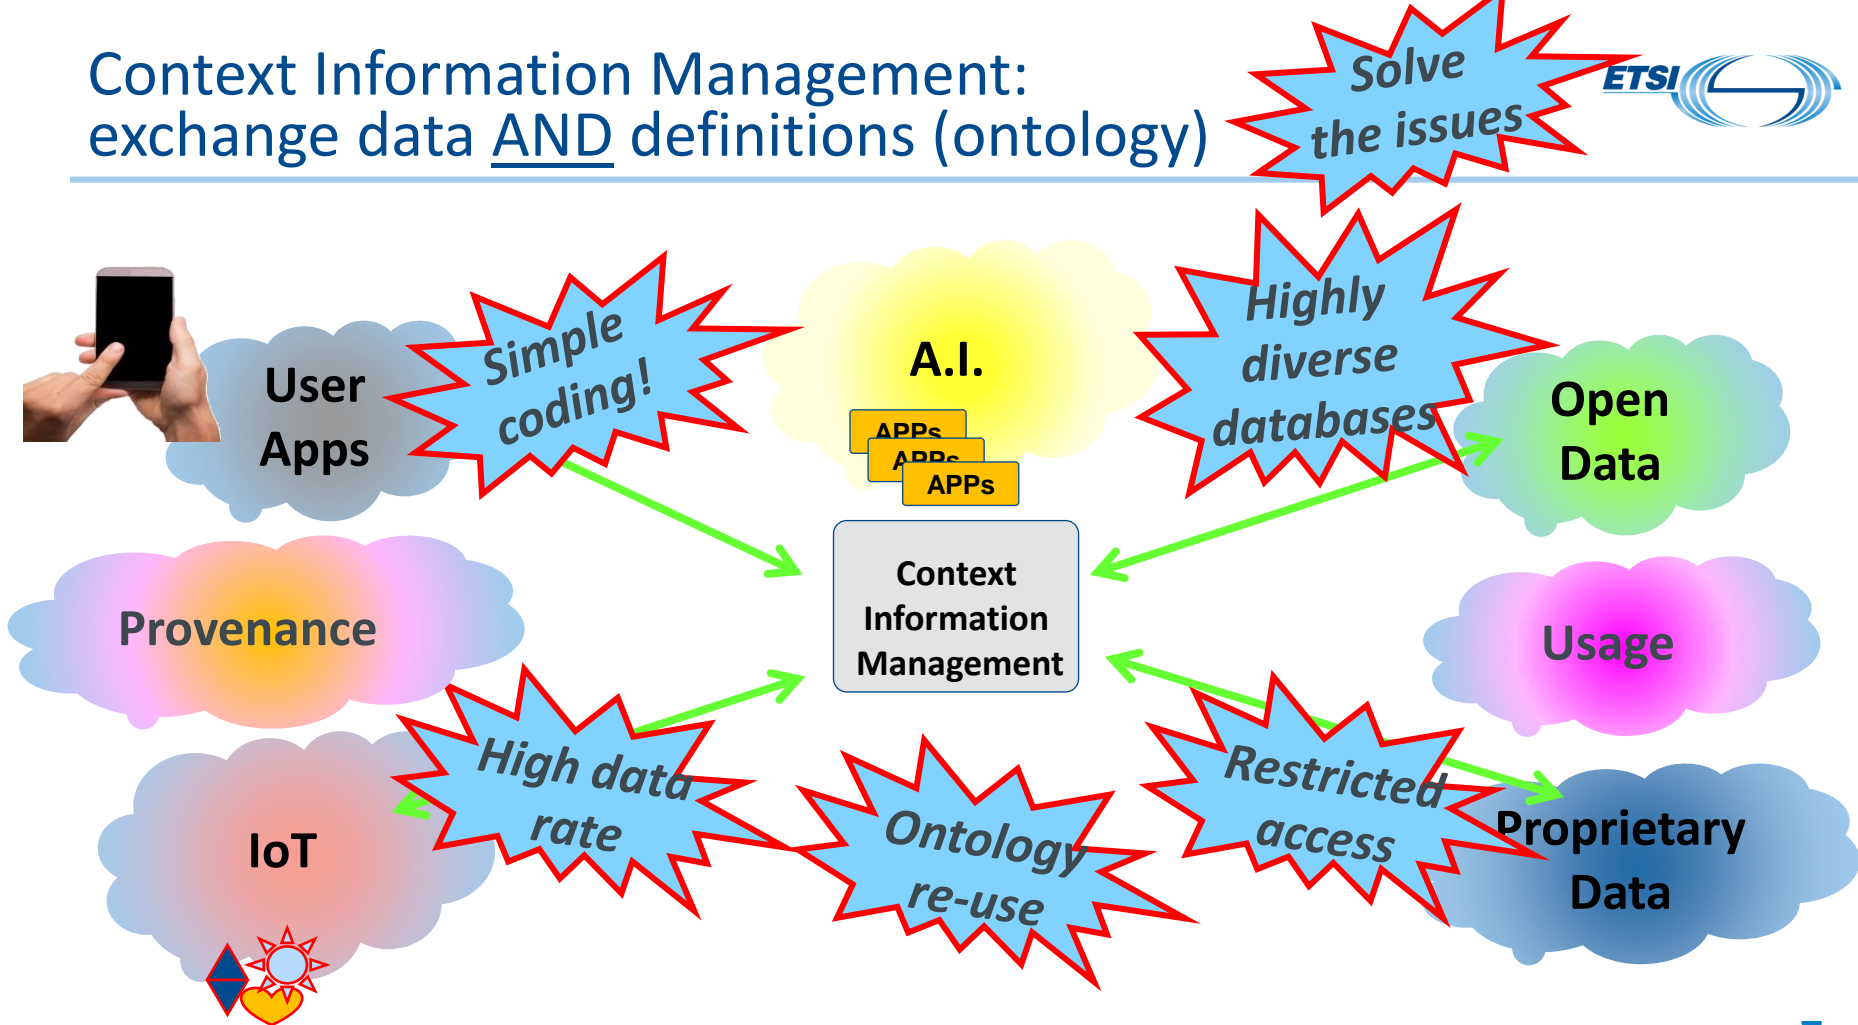 Context Information Management:
exchange data AND definitions (ontology)
Solve
the issues
ETSI
User
Apps
Simple
coding!
A.I.
APPs
APPs
APPs
Highly
diverse
databases
Open
Data
Provenance
Context
Information
Management
Usage
IoT
High data
rate
Ontology
re-use
Restricted
access
Proprietary
Data